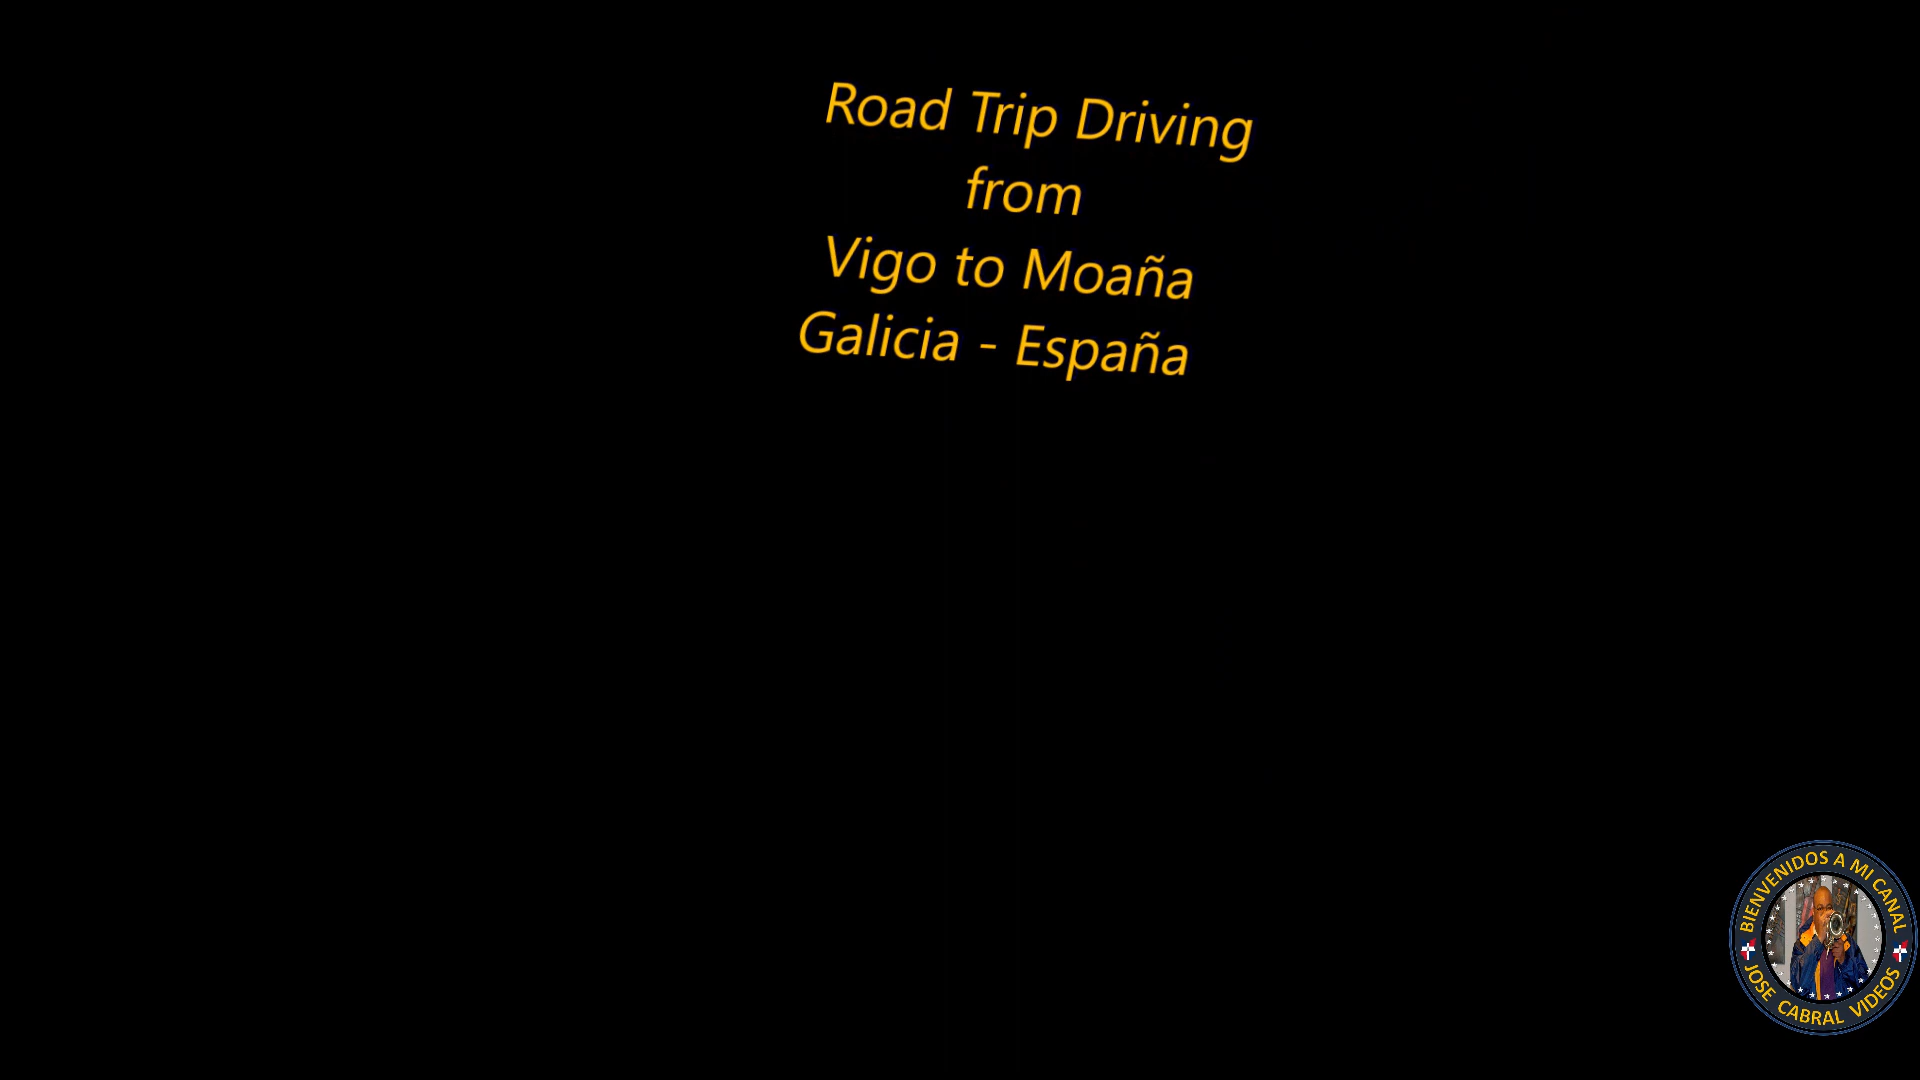 Road Trip Driving
from
Vigo to Moaña
Galicia - España
BIENVENIDOS A MI CANAL
JOSE CABRAL VIDEOS